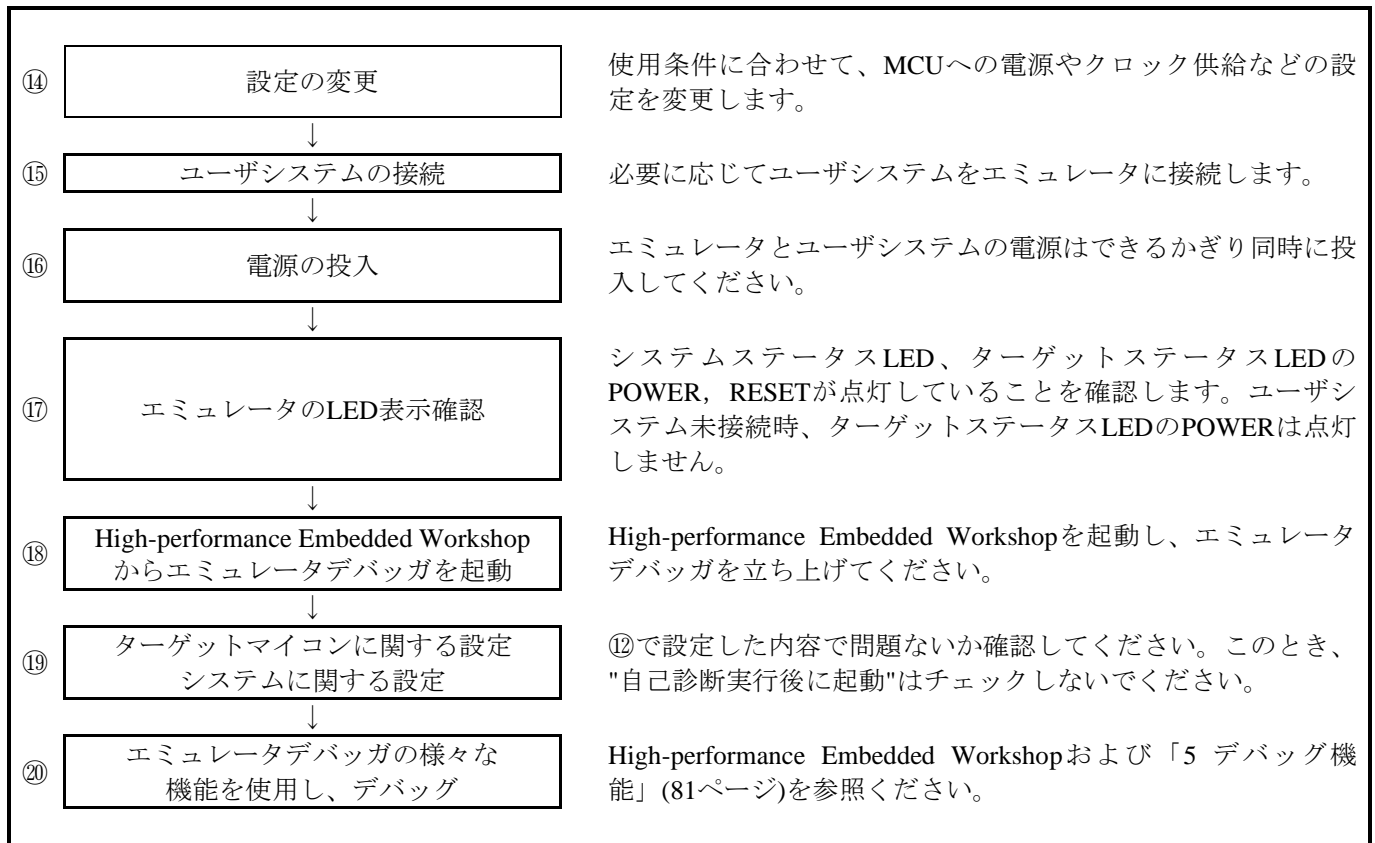 ⑭
設定の変更
使用条件に合わせて、MCUへの電源やクロック供給などの設
定を変更します。
↓
⑮
ユーザシステムの接続
必要に応じてユーザシステムをエミュレータに接続します。
↓
⑯
電源の投入
エミュレータとユーザシステムの電源はできるかぎり同時に投
入してください。
↓
⑰
エミュレータのLED表示確認
システムステータスLED、ターゲットステータスLEDの
POWER，RESETが点灯していることを確認します。ユーザシ
ステム未接続時、ターゲットステータスLEDのPOWERは点灯
しません。
↓
⑱
High-performance Embedded Workshop
からエミュレータデバッガを起動
High-performance Embedded Workshopを起動し、エミュレータ
デバッガを立ち上げてください。
↓
⑲
ターゲットマイコンに関する設定
システムに関する設定
⑫で設定した内容で問題ないか確認してください。このとき、
"自己診断実行後に起動"はチェックしないでください。
↓
⑳
エミュレータデバッガの様々な
機能を使用し、デバッグ
High-performance Embedded Workshopおよび「5 デバッグ機
能」(81ページ)を参照ください。